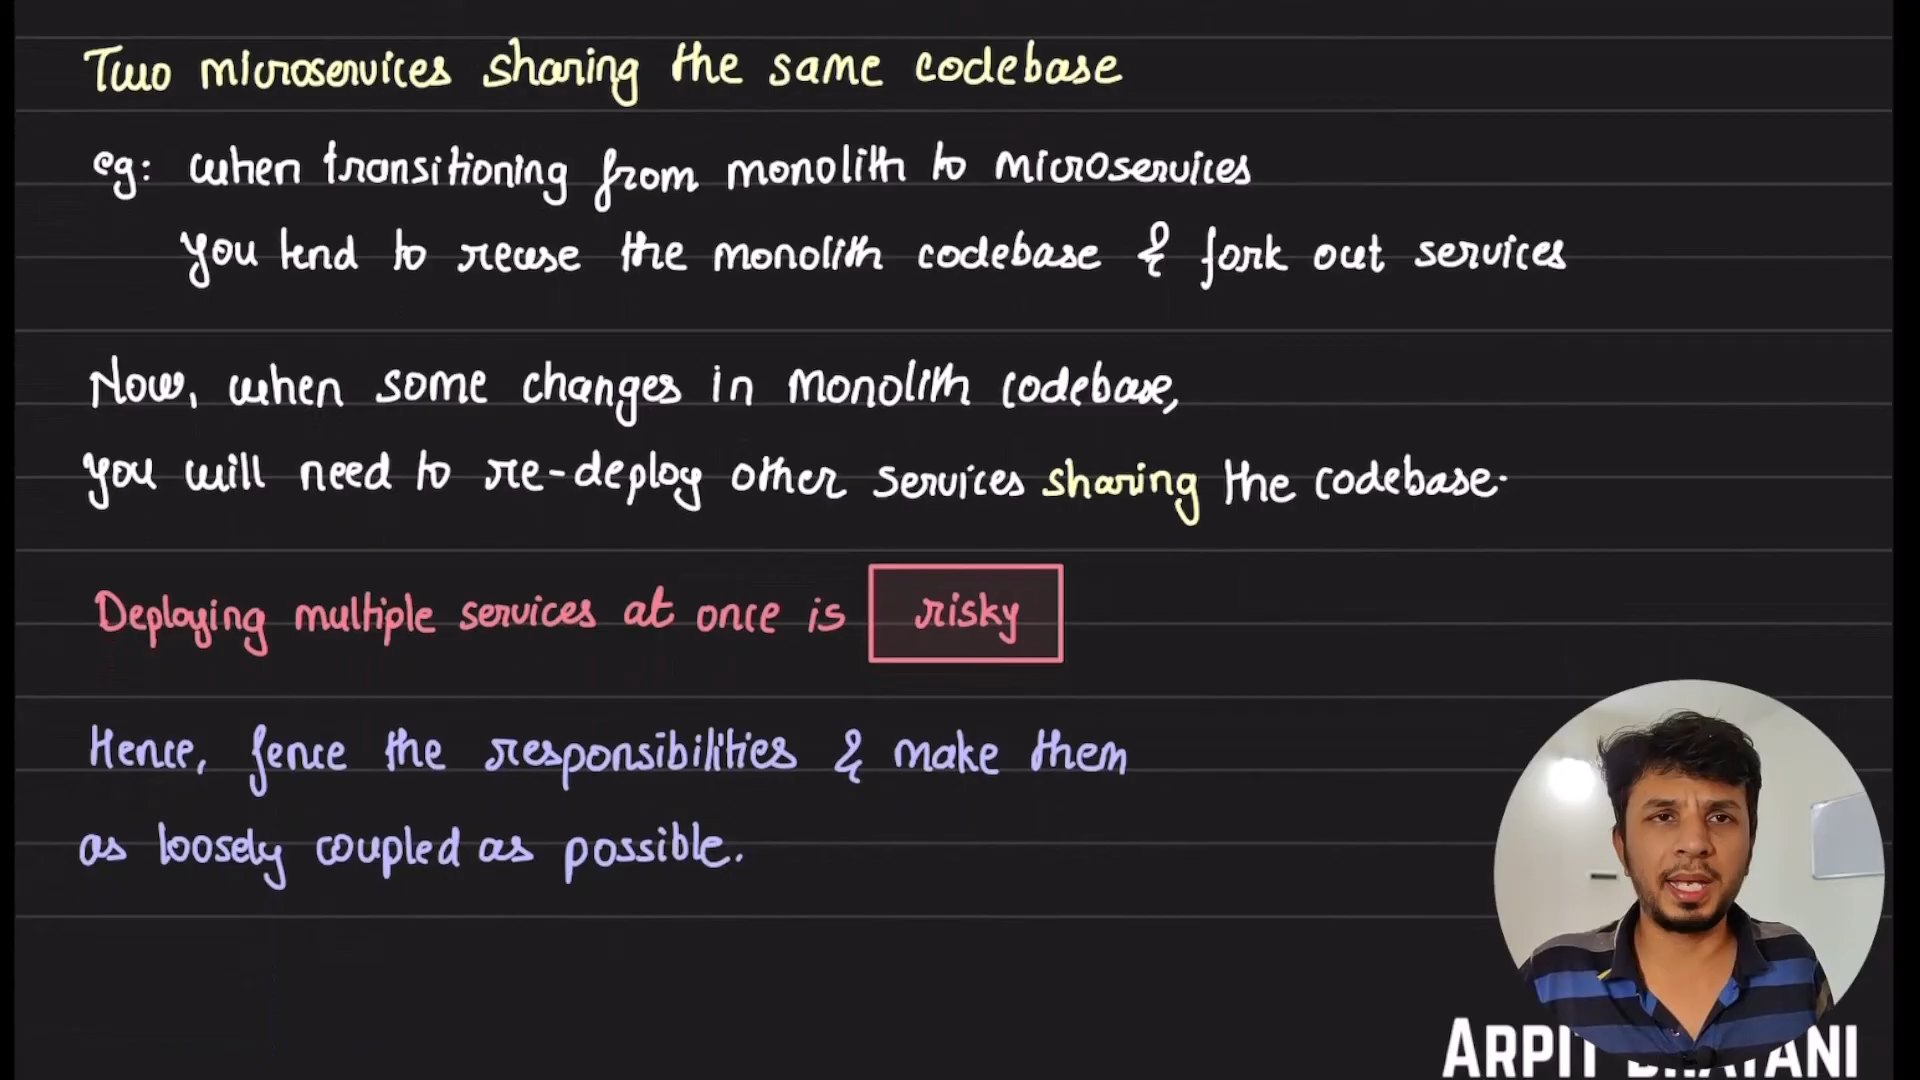 Two microservices sharing the same codebase
eg: when transitioning from monolith to microservices
you tend to reuse the monolith codebase & fork out services
Now, when some changes in monolith codebase,
you will need to re-deploy other services sharing the codebase.
Deploying multiple services at once is risky
Hence, fence the responsibilities & make them
as loosely coupled as possible.
ARPIT